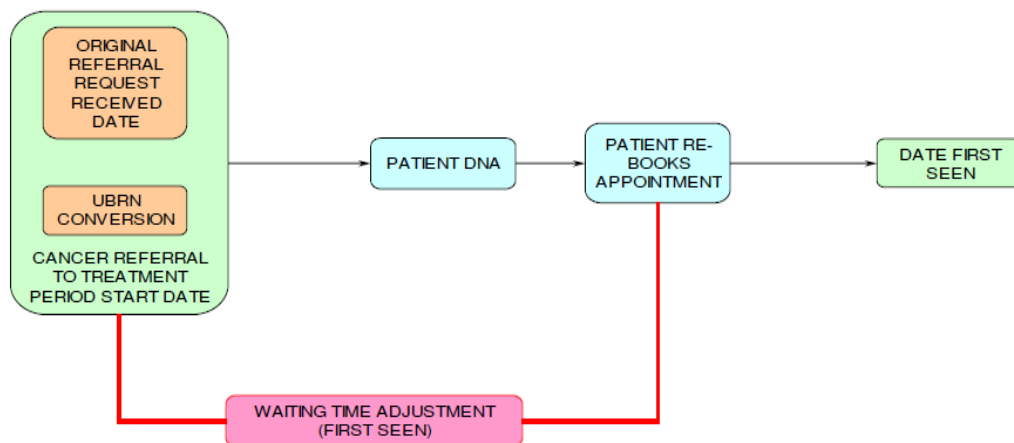 ORIGINAL
REFERRAL
REQUEST
RECEIVED
DATE
UBRN
CONVERSION
CANCER REFERRAL
TO TREATMENT
PERIOD START DATE
PATIENT DNA
PATIENT RE-
BOOKS
APPOINTMENT
DATE FIRST
SEEN
WAITING TIME ADJUSTMENT
(FIRST SEEN)